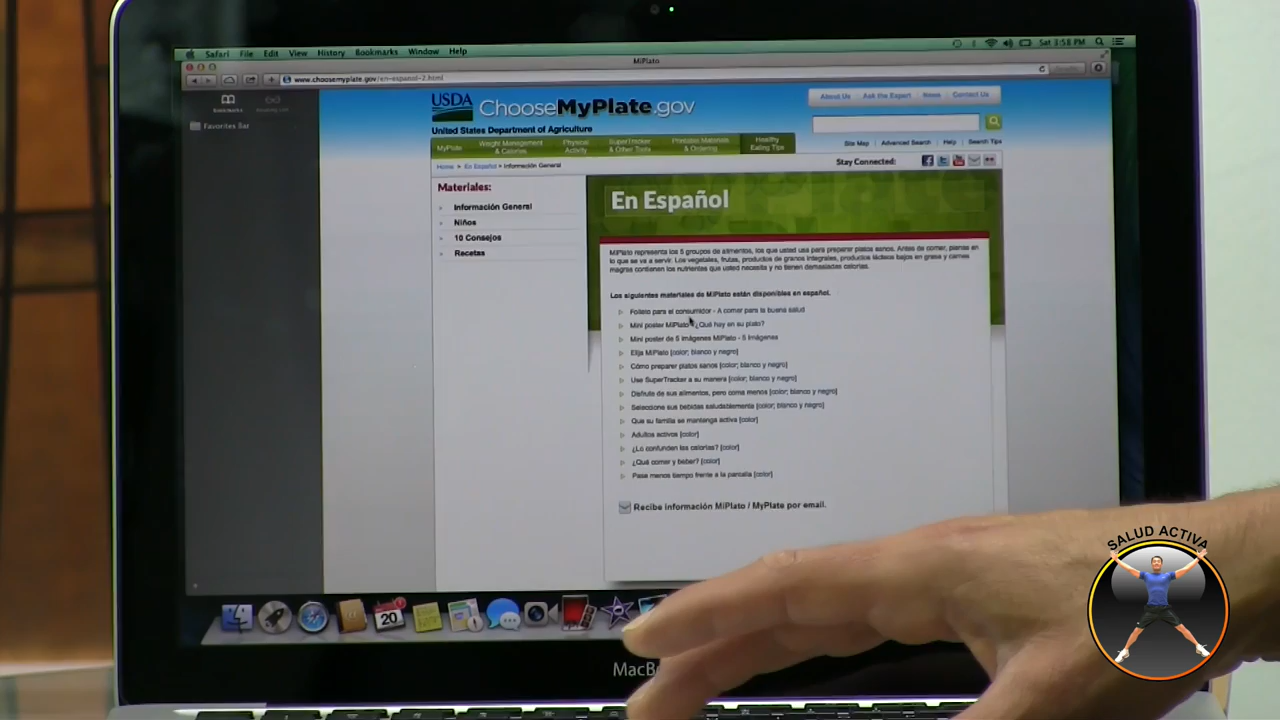 Safari File Edit View History Bookmarks Window Help
Sat 3:58 PM
MiPlato
www.choosemyplate.gov/en-espanol-2.html
Bookmarks
Favorites Bar
USDA ChooseMyPlate.gov
United States Department of Agriculture
About Us Ask the Expert News Contact Us
MyPlate Weight Management & Calories Physical Activity SuperTracker & Other Tools Printable Materials & Ordering Healthy Eating Tips
Site Map Advanced Search Help Search Tips
Home > En Español > Información General
Stay Connected:
Materiales:
Información General
Niños
10 Consejos
Recetas
En Español
MiPlato representa los 5 groupos de alimentos, los que usted usa para preparar platos sanos. Antes de comer, piense en
lo que se va a servir. Los vegetales, frutas, productos de granos integrales, productos lácteos bajos en grasa y carnes
magras contienen los nutrientes que usted necesita y no tienen demasiadas calorías.
Los siguientes materiales de MiPlato están disponibles en español.
Folleto para el consumidor - A comer para la buena salud
Mini poster MiPlato - ¿Qué hay en su plato?
Mini poster de 5 imágenes MiPlato - 5 Imágenes
Elija MiPlato [color; blanco y negro]
Cómo preparar platos sanos [color; blanco y negro]
Use SuperTracker a su manera [color; blanco y negro]
Disfrute de sus alimentos, pero coma menos [color; blanco y negro]
Seleccione sus bebidas saludablemente [color; blanco y negro]
Que su familia se mantenga activa [color]
Adultos activos [color]
¿Lo confunden las calorías? [color]
¿Qué comer y beber? [color]
Pase menos tiempo frente a la pantalla [color]
Recibe información MiPlato / MyPlate por email.
20
MacBo
SALUD ACTIVA